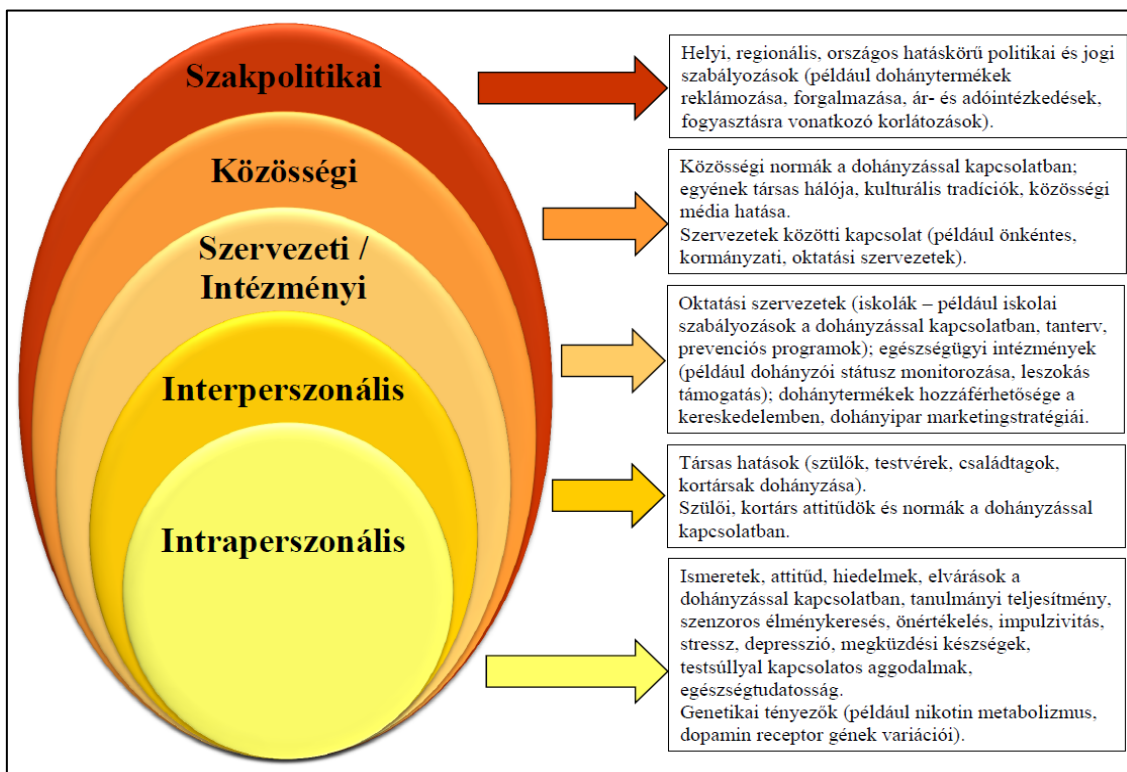 Szakpolitikai
Helyi, regionális, országos hatáskörű politikai és jogi
szabályozások (például dohánytermékek
reklámozása, forgalmazása, ár- és adóintézkedések,
fogyasztásra vonatkozó korlátozások).
Közösségi
Közösségi normák a dohányzással kapcsolatban;
egyének társas hálója, kulturális tradíciók, közösségi
média hatása.
Szervezetek közötti kapcsolat (például önkéntes,
kormányzati, oktatási szervezetek).
Szervezeti /
Intézményi
Oktatási szervezetek (iskolák – például iskolai
szabályozások a dohányzással kapcsolatban, tanterv,
prevenciós programok); egészségügyi intézmények
(például dohányzói státusz monitorozása, leszokás
támogatás); dohánytermékek hozzáférhetősége a
kereskedelemben, dohányipar marketingstratégiái.
Interperszonális
Társas hatások (szülők, testvérek, családtagok,
kortársak dohányzása).
Szülői, kortárs attitűdök és normák a dohányzással
kapcsolatban.
Intraperszonális
Ismeretek, attitűd, hiedelmek, elvárások a
dohányzással kapcsolatban, tanulmányi teljesítmény,
szenzoros élménykeresés, önértékelés, impulzivitás,
stressz, depresszió, megküzdési készségek,
testsúllyal kapcsolatos aggodalmak,
egészségtudatosság.
Genetikai tényezők (például nikotin metabolizmus,
dopamin receptor gének variációi).